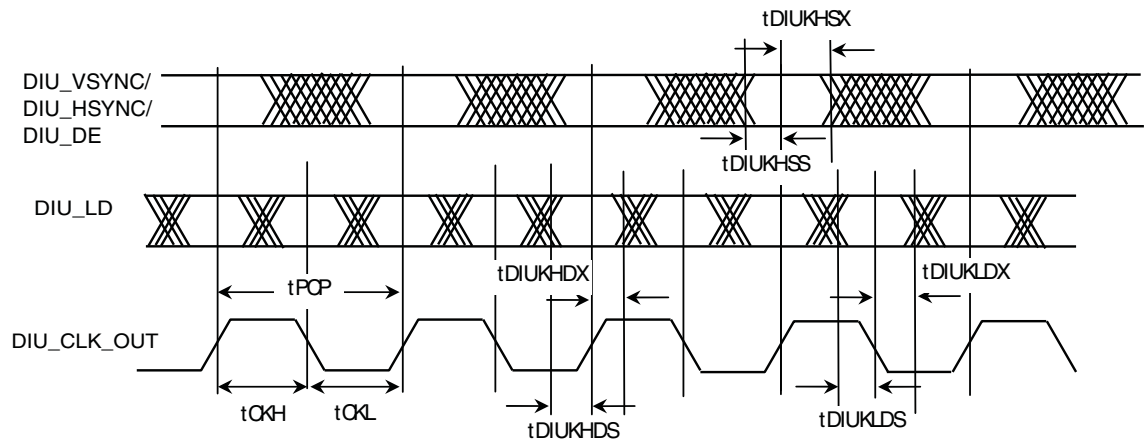 tDIUKHSX
DIU_VSYNC/
DIU_HSYNC/
DIU_DE
tDIUKHSS
DIU_LD
tDIUKHDX
tDIUKLDX
tPCP
DIU_CLK_OUT
tCKH
tCKL
tDIUKHDS
tDIUKLDS